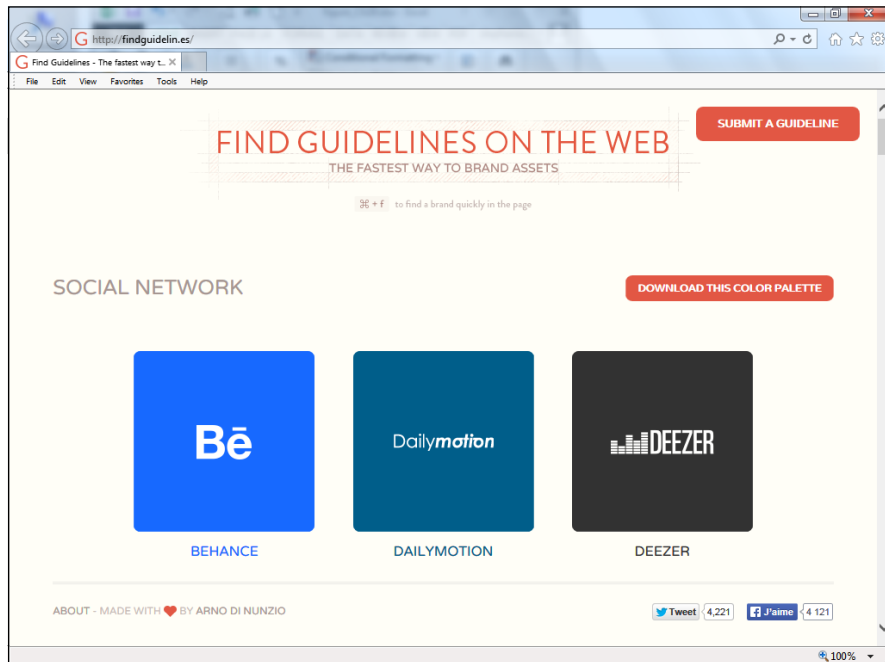 http://findguidelin.es/
Find Guidelines - The fastest way t...
File Edit View Favorites Tools Help
SUBMIT A GUIDELINE
FIND GUIDELINES ON THE WEB
THE FASTEST WAY TO BRAND ASSETS
⌘ + f to find a brand quickly in the page
SOCIAL NETWORK
DOWNLOAD THIS COLOR PALETTE
Bē
Dailymotion
DEEZER
BEHANCE
DAILYMOTION
DEEZER
ABOUT - MADE WITH ❤ BY ARNO DI NUNZIO
Tweet 4,221
J'aime 4 121
100%